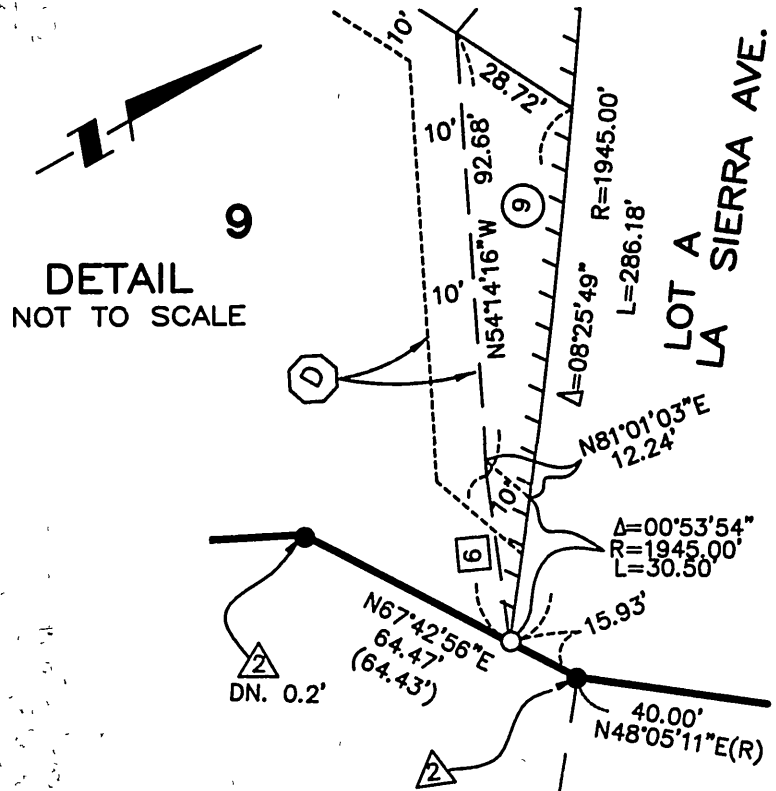 10'
28.72'
10'
92.68'
N54°14'16"W
9
R=1945.00'
L=286.18'
Δ=08°25'49"
LOT A
LA SIERRA AVE.
9
DETAIL
NOT TO SCALE
10'
D
N81°01'03"E
12.24'
10'
6
Δ=00°53'54"
R=1945.00'
L=30.50'
15.93'
N67°42'56"E
64.47'
(64.43')
2
DN. 0.2'
40.00'
N48°05'11"E(R)
2